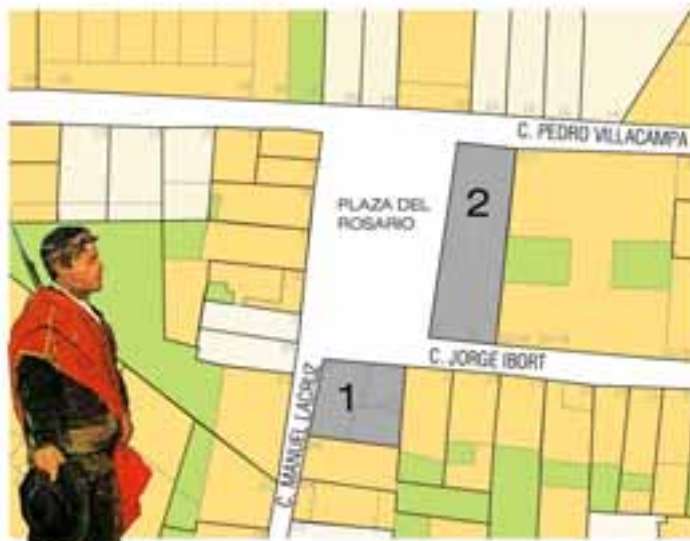 C. PEDRO VILLACAMPA
PLAZA DEL
ROSARIO
2
C. JORGE IBORT
1
C. MANUEL LACRUZ